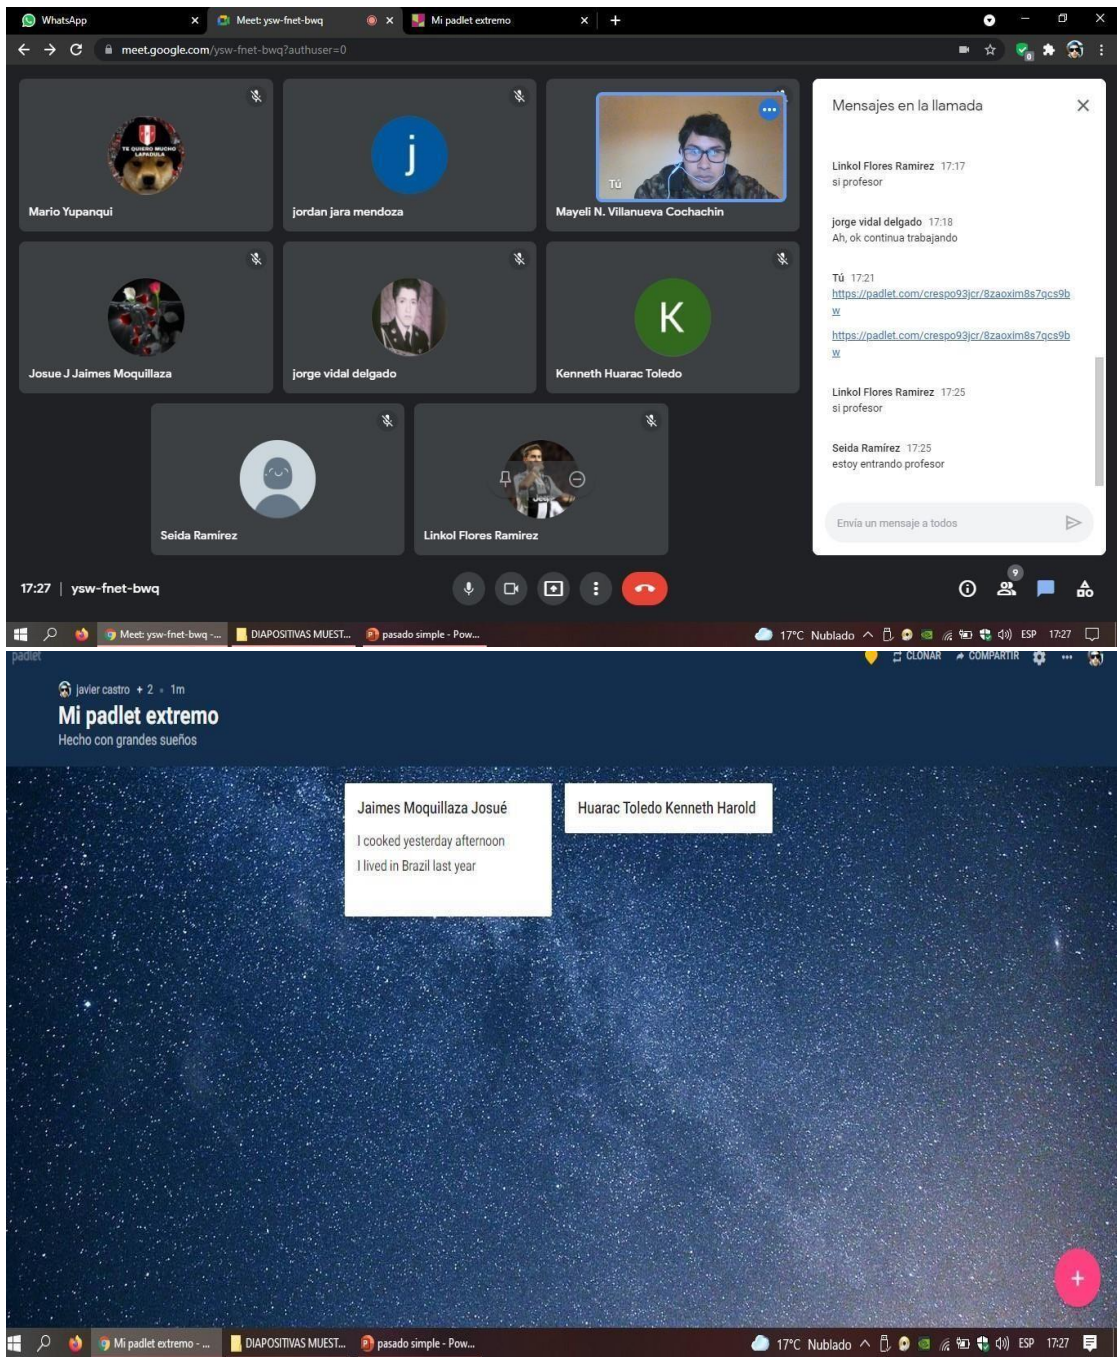 WhatsApp
Meet: ysw-fnet-bwq
Mi padlet extremo
meet.google.com/ysw-fnet-bwq?authuser=0
TE QUIERO MUCHO
LAPADULA
Mario Yupanqui
j
jordan jara mendoza
Tú
Mayeli N. Villanueva Cochachin
Josue J Jaimes Moquillaza
jorge vidal delgado
K
Kenneth Huarac Toledo
Seida Ramírez
Jeep
Linkol Flores Ramirez
Mensajes en la llamada
Linkol Flores Ramirez 17:17
si profesor
jorge vidal delgado 17:18
Ah, ok continua trabajando
Tú 17:21
https://padlet.com/crespo93jcr/8zaoxim8s7qcs9b
w
https://padlet.com/crespo93jcr/8zaoxim8s7qcs9b
w
Linkol Flores Ramirez 17:25
si profesor
Seida Ramírez 17:25
estoy entrando profesor
Envía un mensaje a todos
17:27 | ysw-fnet-bwq
9
Meet: ysw-fnet-bwq -... DIAPOSITIVAS MUEST... pasado simple - Pow... 17°C Nublado ESP 17:27
padlet
CLONAR COMPARTIR
javier castro + 2 • 1m
Mi padlet extremo
Hecho con grandes sueños
Jaimes Moquillaza Josué
I cooked yesterday afternoon
I lived in Brazil last year
Huarac Toledo Kenneth Harold
Mi padlet extremo - ... DIAPOSITIVAS MUEST... pasado simple - Pow... 17°C Nublado ESP 17:27